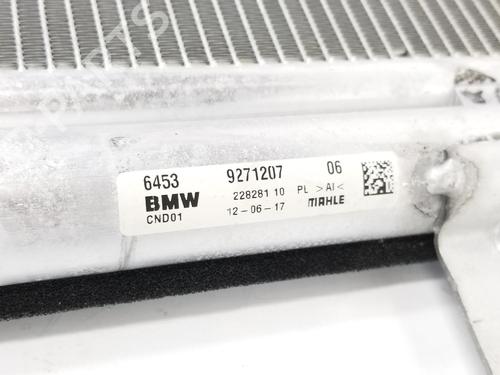 6453 9271207 06
BMW 228281 10 PL >Al<
CND01 12-06-17 MAHLE